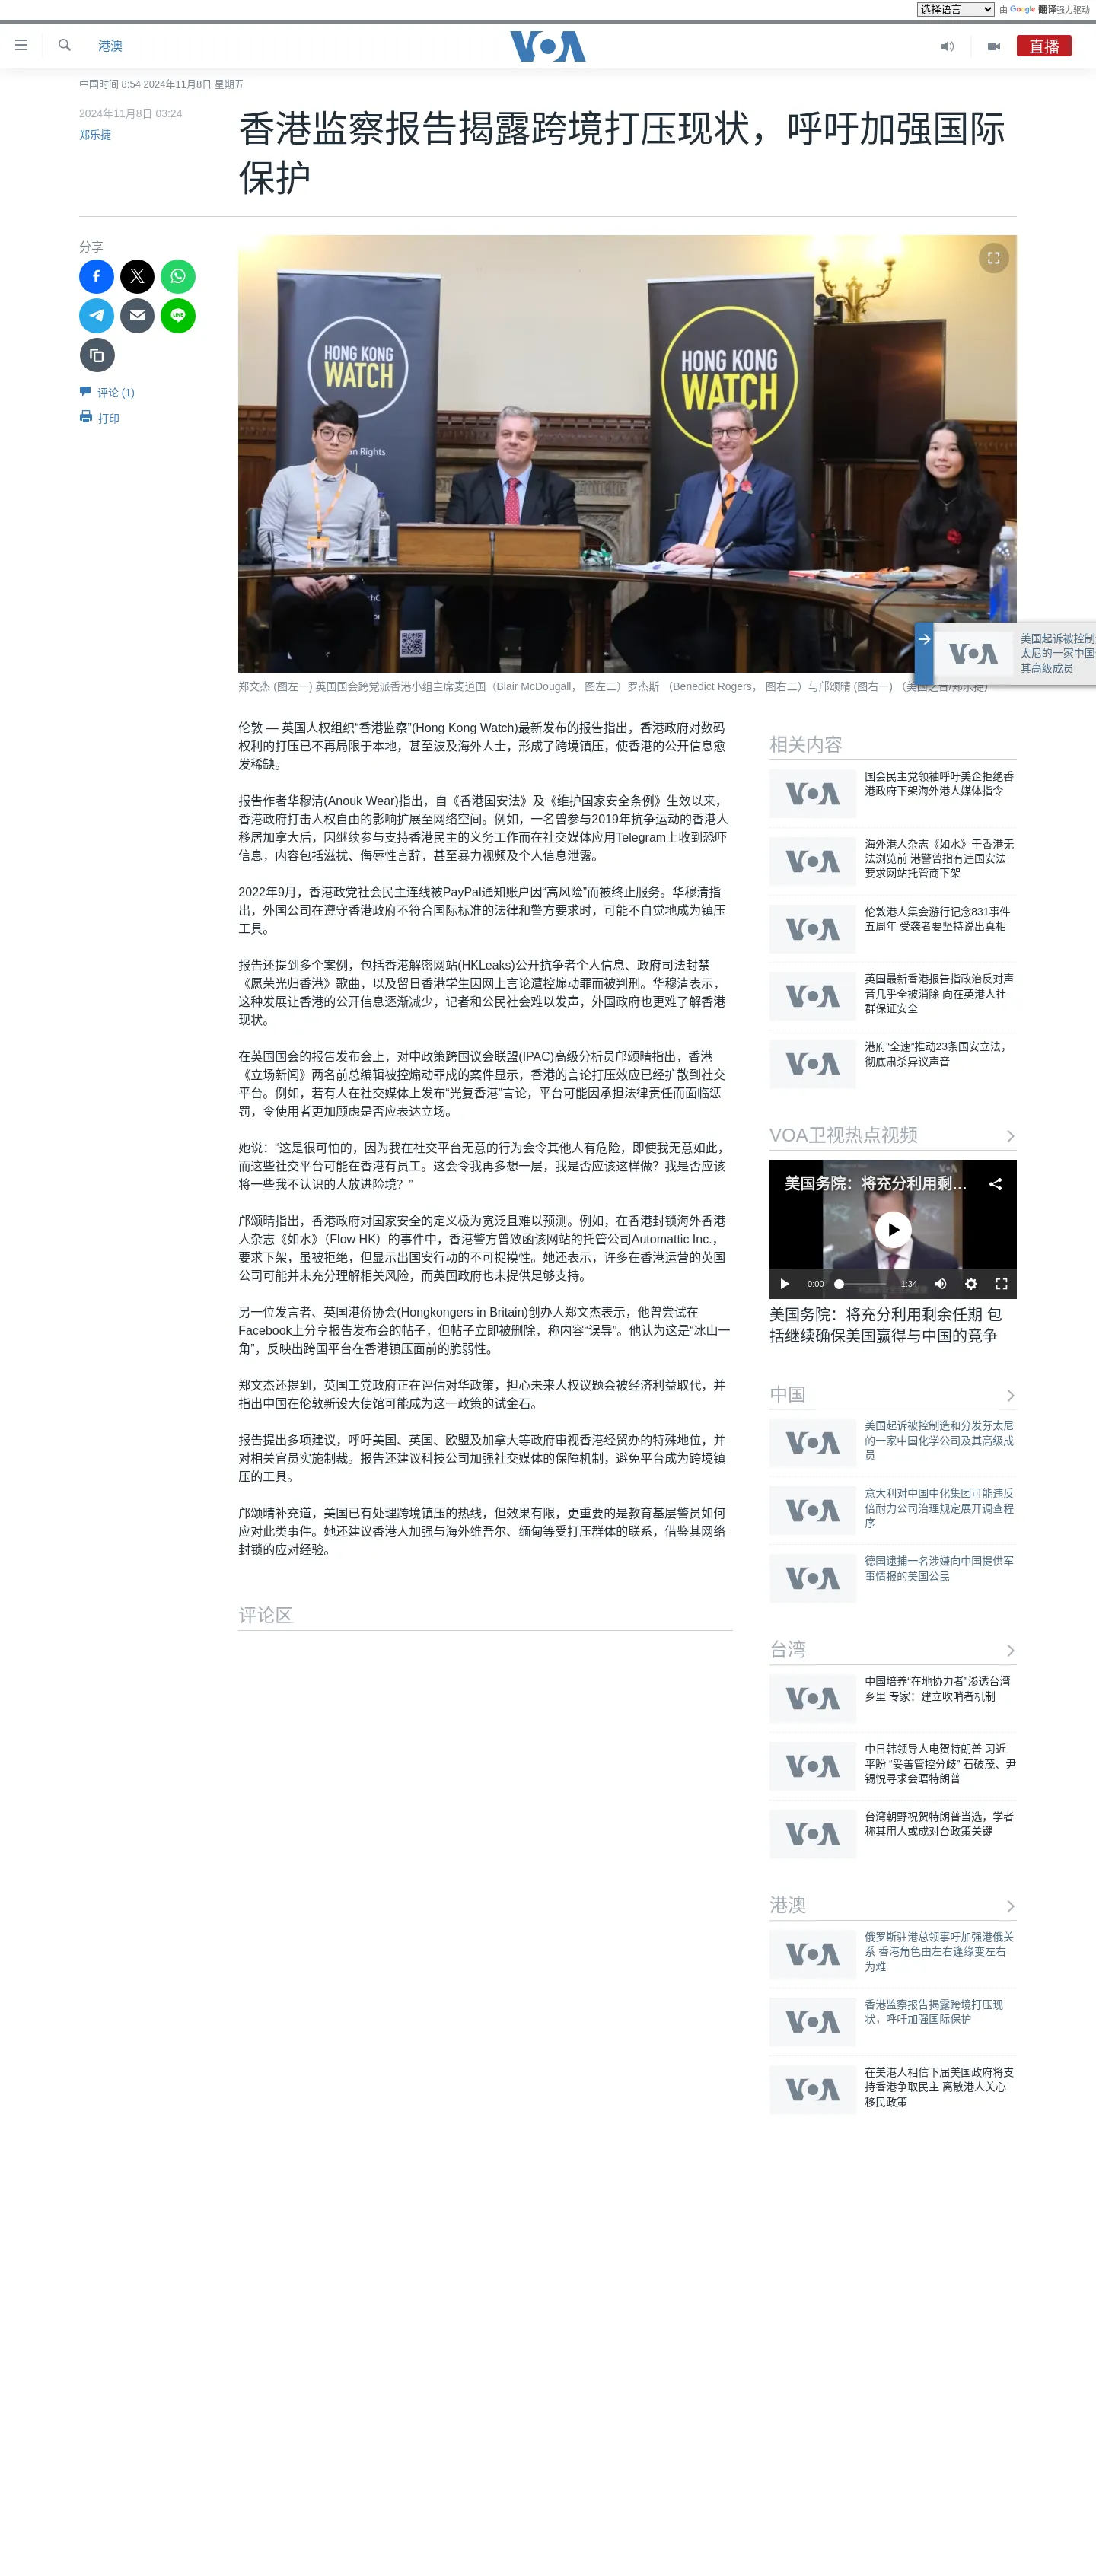 选择语言
由 Google 翻译强力驱动
港澳
VOA
直播
中国时间 8:54 2024年11月8日 星期五
2024年11月8日 03:24
郑乐捷
香港监察报告揭露跨境打压现状，呼吁加强国际
保护
分享
评论 (1)
打印
HONG KONG
WATCH
HONG KONG
WATCH
郑文杰 (图左一) 英国国会跨党派香港小组主席麦道国（Blair McDougall， 图左二）罗杰斯 （Benedict Rogers， 图右二）与邝颂晴 (图右一) （美国之音/郑乐捷）
美国起诉被控制
太尼的一家中国
其高级成员
伦敦 — 英国人权组织“香港监察”(Hong Kong Watch)最新发布的报告指出，香港政府对数码
权利的打压已不再局限于本地，甚至波及海外人士，形成了跨境镇压，使香港的公开信息愈
发稀缺。
报告作者华穆清(Anouk Wear)指出，自《香港国安法》及《维护国家安全条例》生效以来，
香港政府打击人权自由的影响扩展至网络空间。例如，一名曾参与2019年抗争运动的香港人
移居加拿大后，因继续参与支持香港民主的义务工作而在社交媒体应用Telegram上收到恐吓
信息，内容包括滋扰、侮辱性言辞，甚至暴力视频及个人信息泄露。
2022年9月，香港政党社会民主连线被PayPal通知账户因“高风险”而被终止服务。华穆清指
出，外国公司在遵守香港政府不符合国际标准的法律和警方要求时，可能不自觉地成为镇压
工具。
报告还提到多个案例，包括香港解密网站(HKLeaks)公开抗争者个人信息、政府司法封禁
《愿荣光归香港》歌曲，以及留日香港学生因网上言论遭控煽动罪而被判刑。华穆清表示，
这种发展让香港的公开信息逐渐减少，记者和公民社会难以发声，外国政府也更难了解香港
现状。
在英国国会的报告发布会上，对中政策跨国议会联盟(IPAC)高级分析员邝颂晴指出，香港
《立场新闻》两名前总编辑被控煽动罪成的案件显示，香港的言论打压效应已经扩散到社交
平台。例如，若有人在社交媒体上发布“光复香港”言论，平台可能因承担法律责任而面临惩
罚，令使用者更加顾虑是否应表达立场。
她说：“这是很可怕的，因为我在社交平台无意的行为会令其他人有危险，即使我无意如此，
而这些社交平台可能在香港有员工。这会令我再多想一层，我是否应该这样做？我是否应该
将一些我不认识的人放进险境？”
邝颂晴指出，香港政府对国家安全的定义极为宽泛且难以预测。例如，在香港封锁海外香港
人杂志《如水》（Flow HK）的事件中，香港警方曾致函该网站的托管公司Automattic Inc.，
要求下架，虽被拒绝，但显示出国安行动的不可捉摸性。她还表示，许多在香港运营的英国
公司可能并未充分理解相关风险，而英国政府也未提供足够支持。
另一位发言者、英国港侨协会(Hongkongers in Britain)创办人郑文杰表示，他曾尝试在
Facebook上分享报告发布会的帖子，但帖子立即被删除，称内容“误导”。他认为这是“冰山一
角”，反映出跨国平台在香港镇压面前的脆弱性。
郑文杰还提到，英国工党政府正在评估对华政策，担心未来人权议题会被经济利益取代，并
指出中国在伦敦新设大使馆可能成为这一政策的试金石。
报告提出多项建议，呼吁美国、英国、欧盟及加拿大等政府审视香港经贸办的特殊地位，并
对相关官员实施制裁。报告还建议科技公司加强社交媒体的保障机制，避免平台成为跨境镇
压的工具。
邝颂晴补充道，美国已有处理跨境镇压的热线，但效果有限，更重要的是教育基层警员如何
应对此类事件。她还建议香港人加强与海外维吾尔、缅甸等受打压群体的联系，借鉴其网络
封锁的应对经验。
评论区
相关内容
国会民主党领袖呼吁美企拒绝香
港政府下架海外港人媒体指令
海外港人杂志《如水》于香港无
法浏览前 港警曾指有违国安法
要求网站托管商下架
伦敦港人集会游行记念831事件
五周年 受袭者要坚持说出真相
英国最新香港报告指政治反对声
音几乎全被消除 向在英港人社
群保证安全
港府“全速”推动23条国安立法，
彻底肃杀异议声音
VOA卫视热点视频
美国务院：将充分利用剩…
0:00
1:34
美国务院：将充分利用剩余任期 包
括继续确保美国赢得与中国的竞争
中国
美国起诉被控制造和分发芬太尼
的一家中国化学公司及其高级成
员
意大利对中国中化集团可能违反
倍耐力公司治理规定展开调查程
序
德国逮捕一名涉嫌向中国提供军
事情报的美国公民
台湾
中国培养“在地协力者”渗透台湾
乡里 专家：建立吹哨者机制
中日韩领导人电贺特朗普 习近
平盼 “妥善管控分歧” 石破茂、尹
锡悦寻求会晤特朗普
台湾朝野祝贺特朗普当选，学者
称其用人或成对台政策关键
港澳
俄罗斯驻港总领事吁加强港俄关
系 香港角色由左右逢缘变左右
为难
香港监察报告揭露跨境打压现
状，呼吁加强国际保护
在美港人相信下届美国政府将支
持香港争取民主 离散港人关心
移民政策